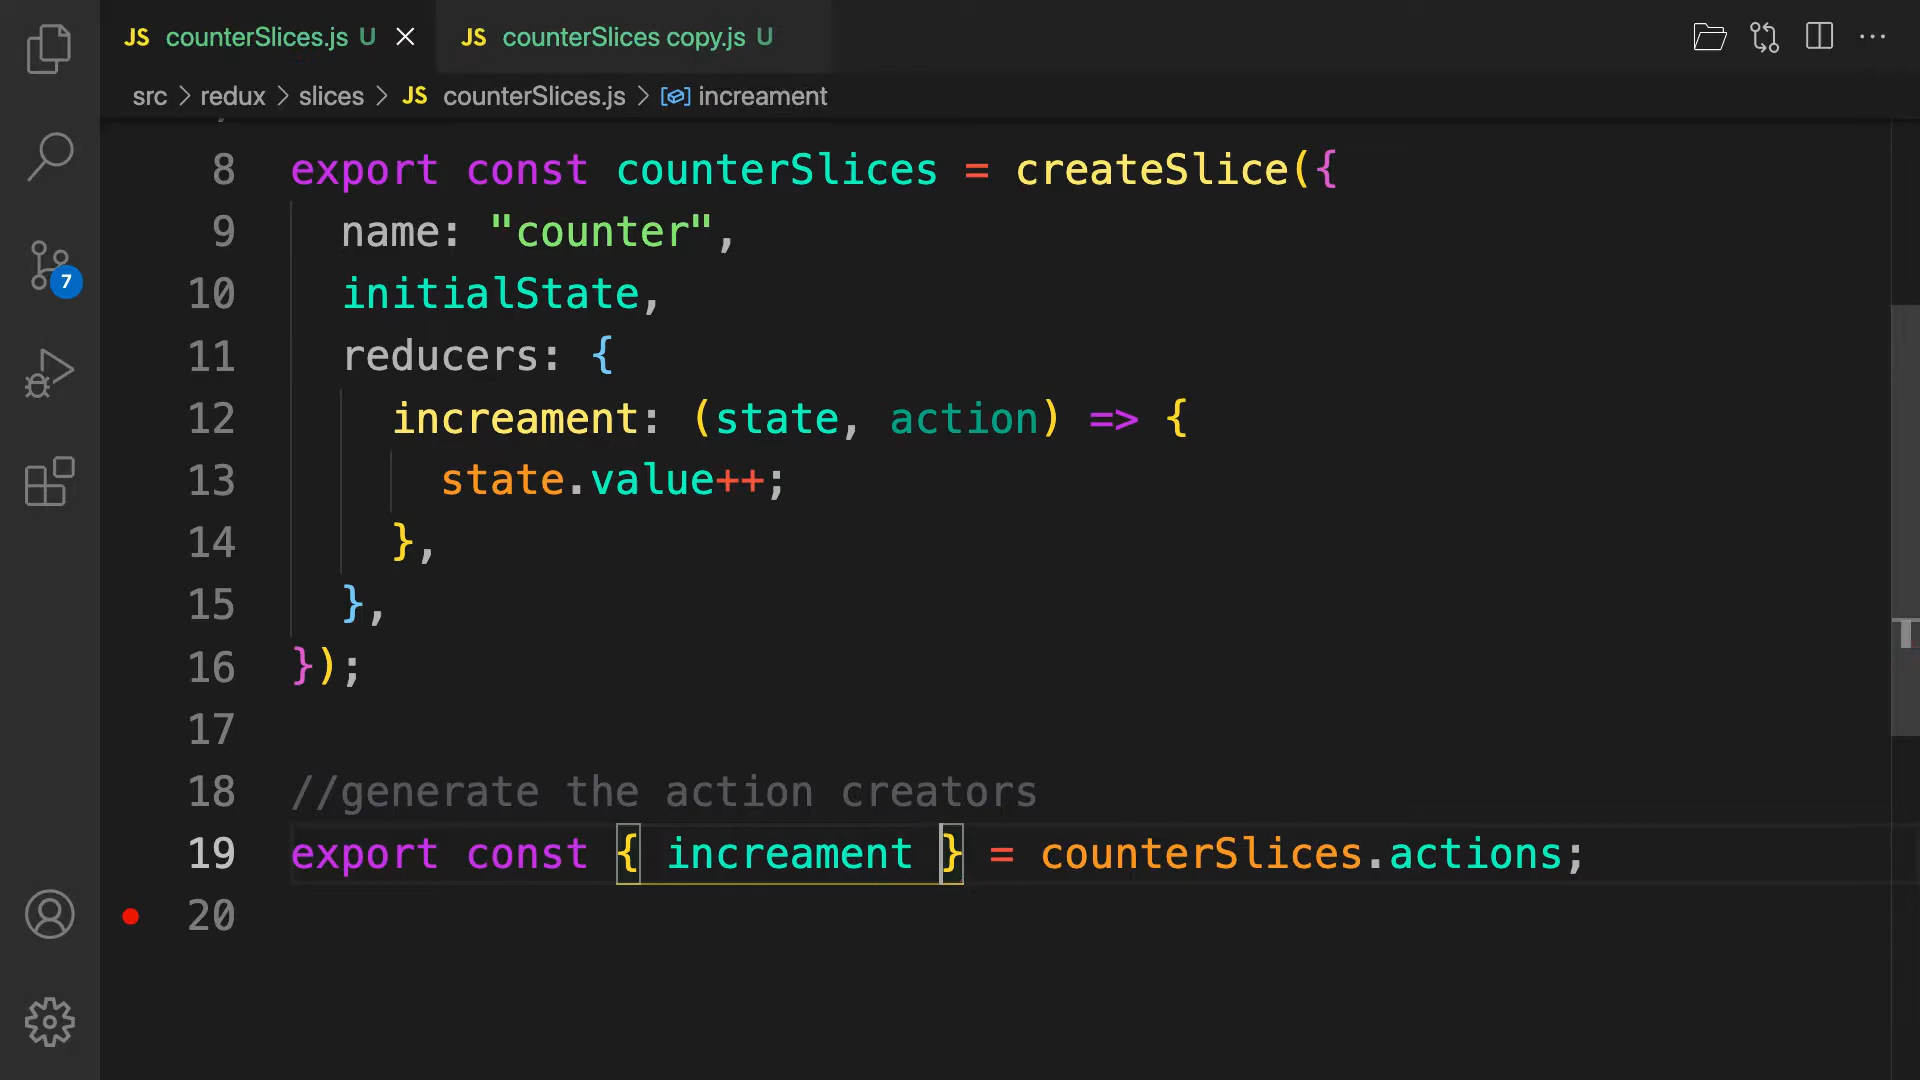 JS counterSlices.js U JS counterSlices copy.js U
src > redux > slices > JS counterSlices.js > increament
8 export const counterSlices = createSlice({
9 name: "counter",
10 initialState,
11 reducers: {
12 increament: (state, action) => {
13 state.value++;
14 },
15 },
16 });
17
18 //generate the action creators
19 export const { increament } = counterSlices.actions;
20
7